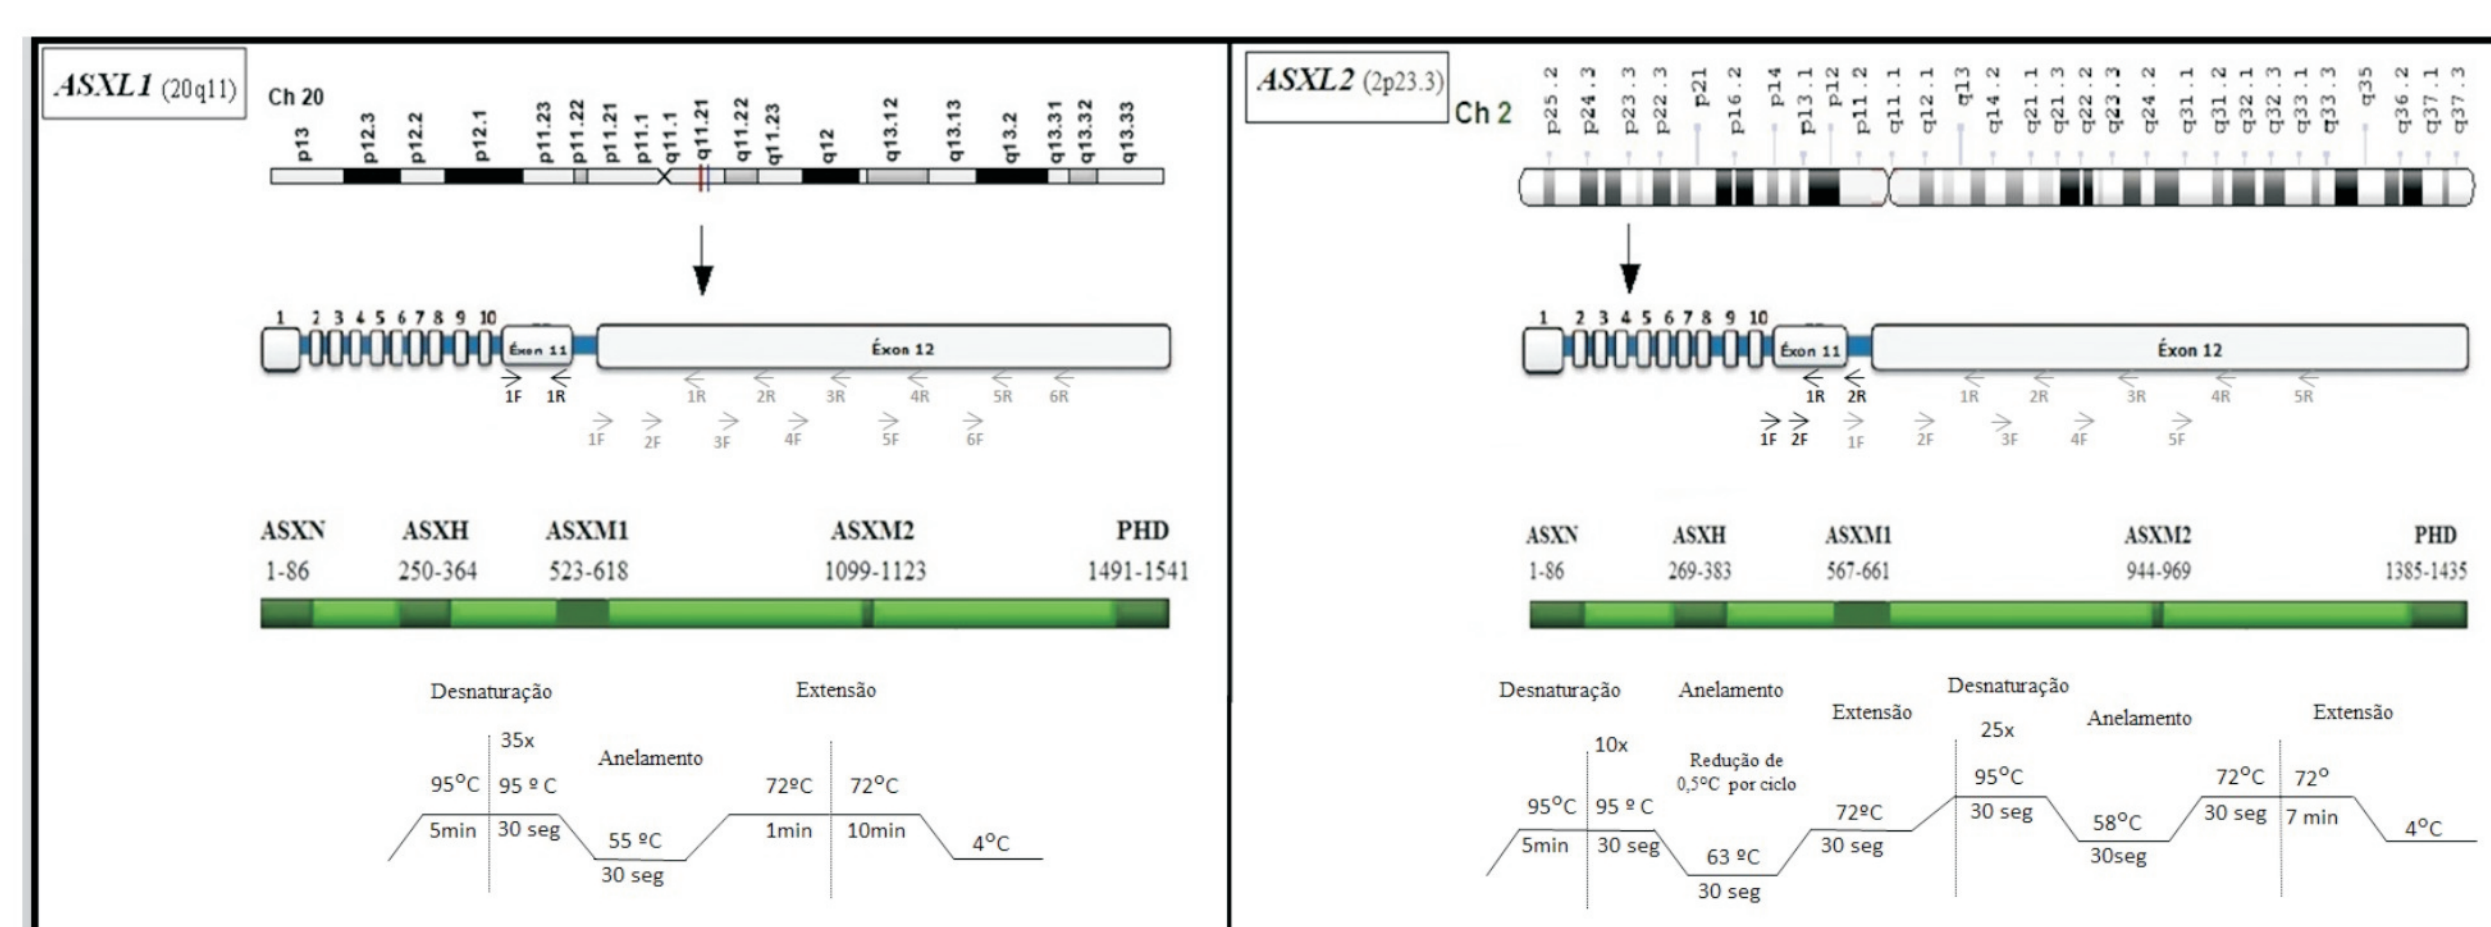 ASXL1 (20q11)
Ch 20
p13 p12.3 p12.2 p12.1 p11.23 p11.22 p11.21 p11.1 q11.1 q11.21 q11.22 q11.23 q12 q13.12 q13.13 q13.2 q13.31 q13.32 q13.33
1 2 3 4 5 6 7 8 9 10
Éxon 11 Éxon 12
1F 1R 1R 2R 3R 4R 5R 6R
1F 2F 3F 4F 5F 6F
ASXN ASXH ASXM1 ASXM2 PHD
1-86 250-364 523-618 1099-1123 1491-1541
Desnaturação Extensão
35x
Anelamento
95°C 95 º C 72ºC 72°C
5min 30 seg 1min 10min
55 ºC 4°C
30 seg
ASXL2 (2p23.3)
Ch 2
p25.2 p24.3 p23.3 p22.3 p21 p16.2 p14 p13.1 p12 p11.2 q11.1 q12.1 q13 q14.2 q21.1 q21.3 q22.2 q23.3 q24.2 q31.1 q31.2 q32.1 q32.3 q33.1 q33.3 q35 q36.2 q37.1 q37.3
1 2 3 4 5 6 7 8 9 10
Éxon 11 Éxon 12
1R 2R 1R 2R 3R 4R 5R
1F 2F 1F 2F 3F 4F 5F
ASXN ASXH ASXM1 ASXM2 PHD
1-86 269-383 567-661 944-969 1385-1435
Desnaturação Anelamento Extensão Desnaturação Anelamento Extensão
10x 25x
Redução de
0,5ºC por ciclo
95°C 95 º C 72ºC 95°C 72°C 72°
5min 30 seg 30 seg 30 seg 30 seg 7 min
63 ºC 58°C 4°C
30 seg 30seg